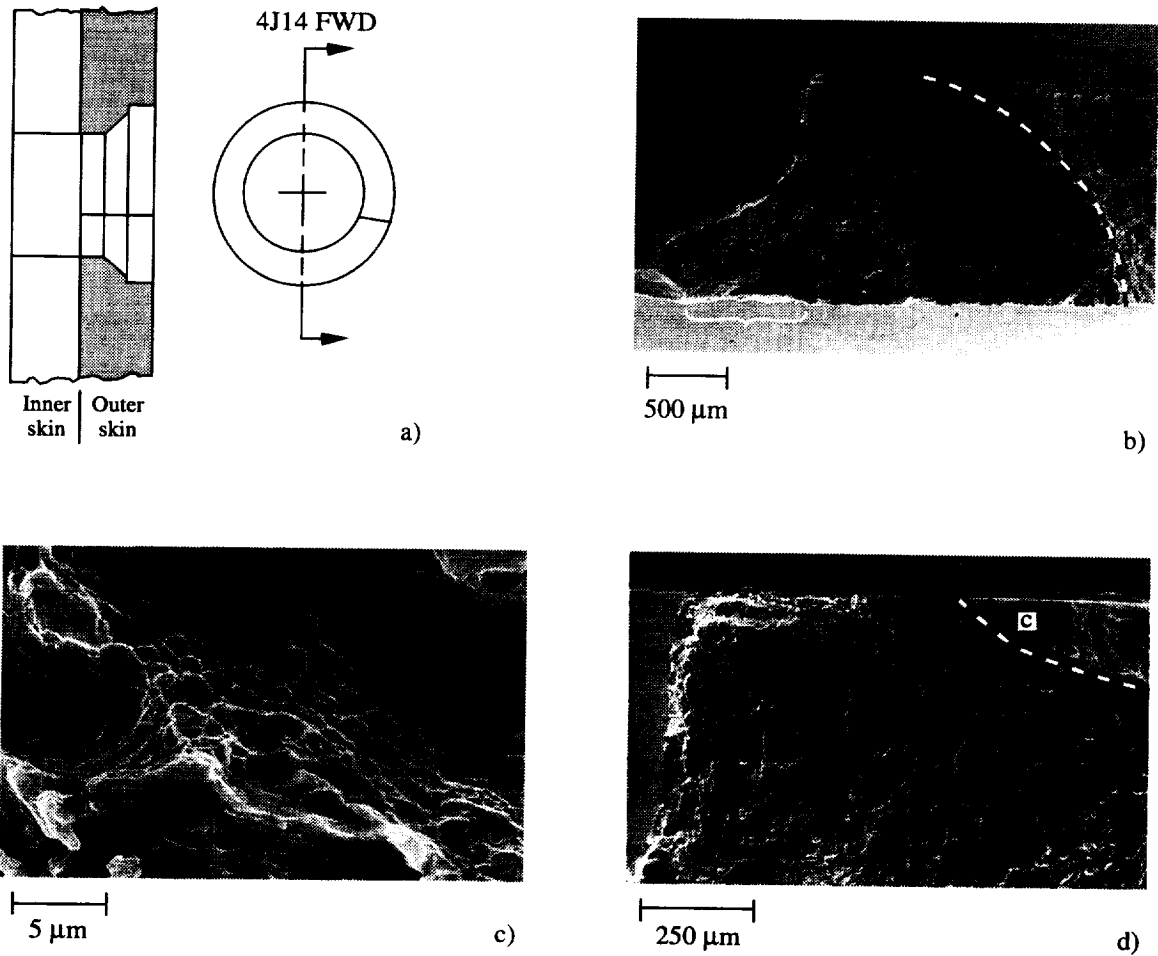 4J14 FWD
Inner skin
Outer skin
a)
500 μm
b)
5 μm
c)
C
250 μm
d)